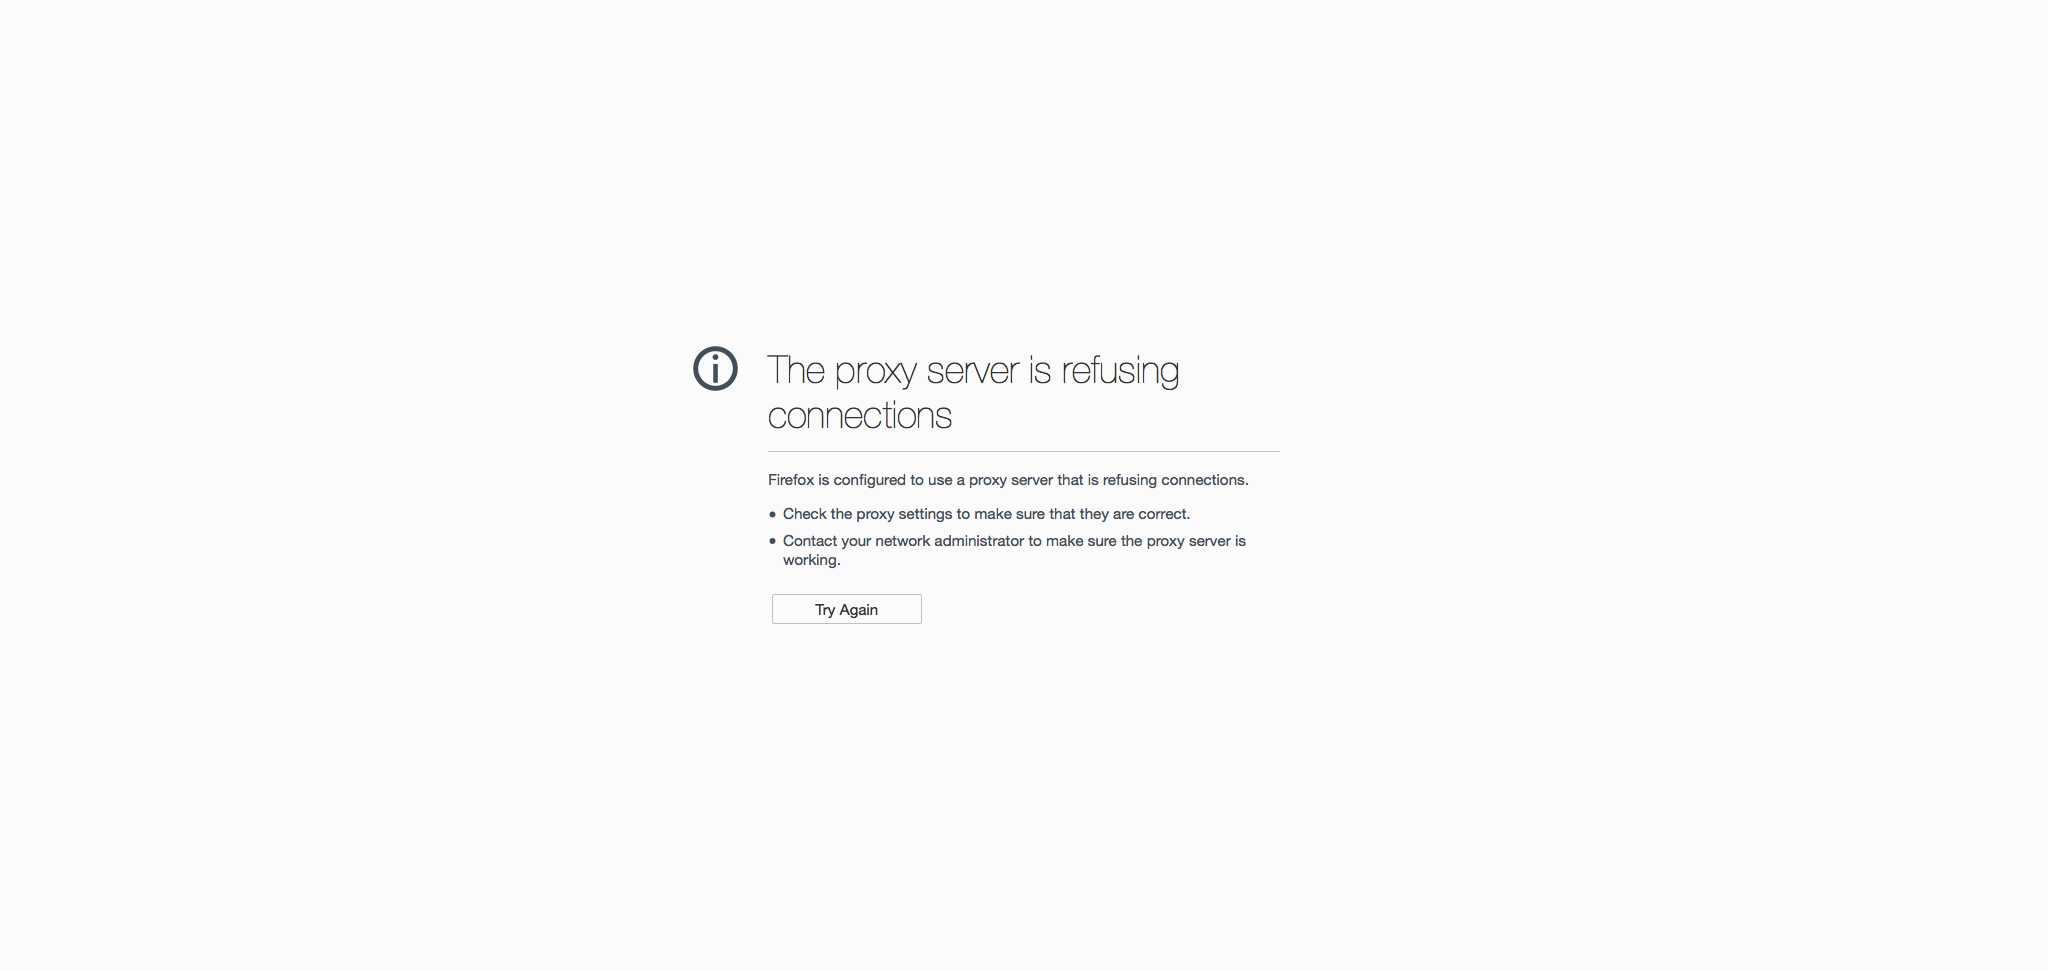 The proxy server is refusing
connections
Firefox is configured to use a proxy server that is refusing connections.
• Check the proxy settings to make sure that they are correct.
• Contact your network administrator to make sure the proxy server is
working.
Try Again